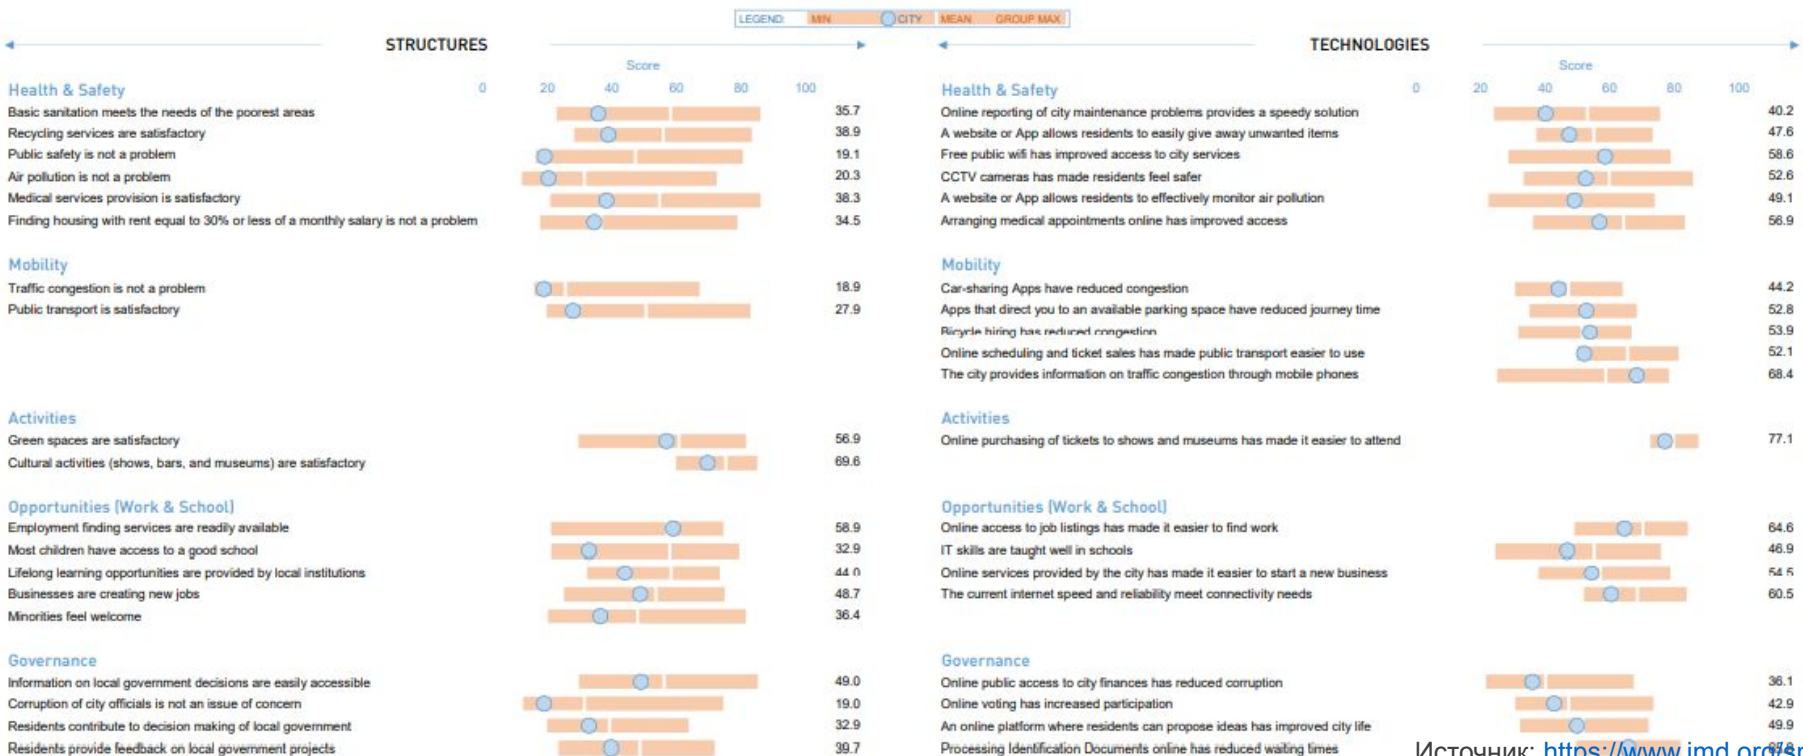 LEGEND: MIN CITY MEAN GROUP MAX
STRUCTURES
Score
Health & Safety 0 20 40 60 80 100
Basic sanitation meets the needs of the poorest areas 35.7
Recycling services are satisfactory 38.9
Public safety is not a problem 19.1
Air pollution is not a problem 20.3
Medical services provision is satisfactory 38.3
Finding housing with rent equal to 30% or less of a monthly salary is not a problem 34.5
Mobility
Traffic congestion is not a problem 18.9
Public transport is satisfactory 27.9
Activities
Green spaces are satisfactory 56.9
Cultural activities (shows, bars, and museums) are satisfactory 69.6
Opportunities (Work & School)
Employment finding services are readily available 58.9
Most children have access to a good school 32.9
Lifelong learning opportunities are provided by local institutions 44.0
Businesses are creating new jobs 48.7
Minorities feel welcome 36.4
Governance
Information on local government decisions are easily accessible 49.0
Corruption of city officials is not an issue of concern 19.0
Residents contribute to decision making of local government 32.9
Residents provide feedback on local government projects 39.7
TECHNOLOGIES
Score
Health & Safety 0 20 40 60 80 100
Online reporting of city maintenance problems provides a speedy solution 40.2
A website or App allows residents to easily give away unwanted items 47.6
Free public wifi has improved access to city services 58.6
CCTV cameras has made residents feel safer 52.6
A website or App allows residents to effectively monitor air pollution 49.1
Arranging medical appointments online has improved access 56.9
Mobility
Car-sharing Apps have reduced congestion 44.2
Apps that direct you to an available parking space have reduced journey time 52.8
Bicycle hiring has reduced congestion 53.9
Online scheduling and ticket sales has made public transport easier to use 52.1
The city provides information on traffic congestion through mobile phones 68.4
Activities
Online purchasing of tickets to shows and museums has made it easier to attend 77.1
Opportunities (Work & School)
Online access to job listings has made it easier to find work 64.6
IT skills are taught well in schools 46.9
Online services provided by the city has made it easier to start a new business 54.5
The current internet speed and reliability meet connectivity needs 60.5
Governance
Online public access to city finances has reduced corruption 36.1
Online voting has increased participation 42.9
An online platform where residents can propose ideas has improved city life 49.9
Processing Identification Documents online has reduced waiting times
Источник: https://www.imd.org/sm